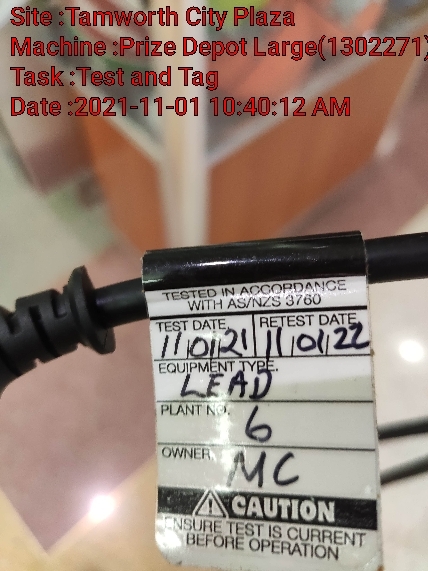 Site :Tamworth City Plaza
Machine :Prize Depot Large(1302271)
Task :Test and Tag
Date :2021-11-01 10:40:12 AM
TESTED IN ACCORDANCE
WITH AS/NZS 3760
TEST DATE RETEST DATE
11/01/21 11/01/22
EQUIPMENT TYPE.
LEAD
PLANT NO. 6
OWNER MC
CAUTION
ENSURE TEST IS CURRENT
BEFORE OPERATION